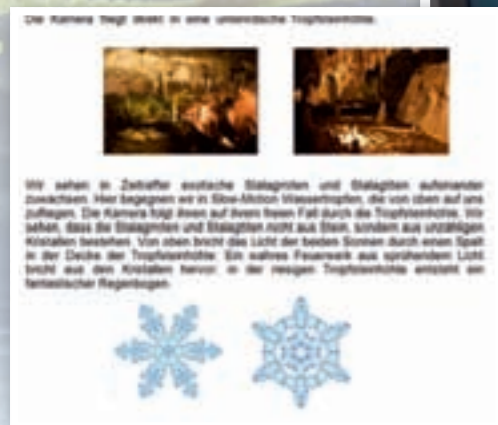 Die Kamera fliegt direkt in eine unterirdische Tropfsteinhöhle.
Wir sehen in Zeitraffer exotische Stalagmiten und Stalagtiten aufeinander
zuwachsen. Hier begegnen wir in Slow-Motion Wassertropfen, die von oben auf uns
zufliegen. Die Kamera folgt ihnen auf ihrem freien Fall durch die Tropfsteinhöhle. Wir
sehen, dass die Stalagmiten und Stalagtiten nicht aus Stein, sondern aus unzähligen
Kristallen bestehen. Von oben bricht das Licht der beiden Sonnen durch einen Spalt
in der Decke der Tropfsteinhöhle. Ein wahres Feuerwerk aus sprühendem Licht
bricht aus den Kristallen hervor, in der riesigen Tropfsteinhöhle entsteht ein
fantastischer Regenbogen.